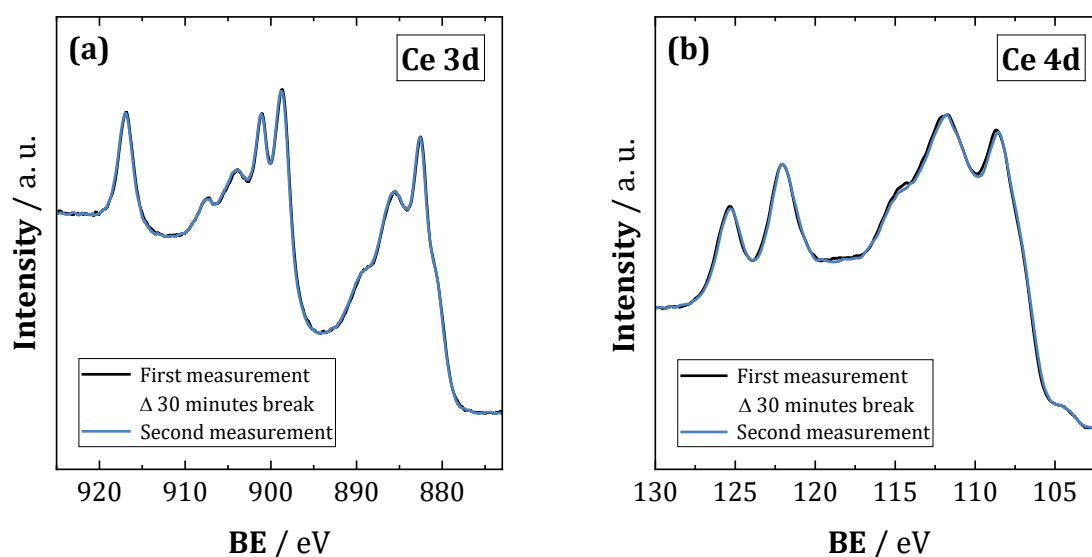 (a)
Ce 3d
Intensity / a. u.
First measurement
Δ 30 minutes break
Second measurement
920 910 900 890 880
BE / eV
(b)
Ce 4d
Intensity / a. u.
First measurement
Δ 30 minutes break
Second measurement
130 125 120 115 110 105
BE / eV